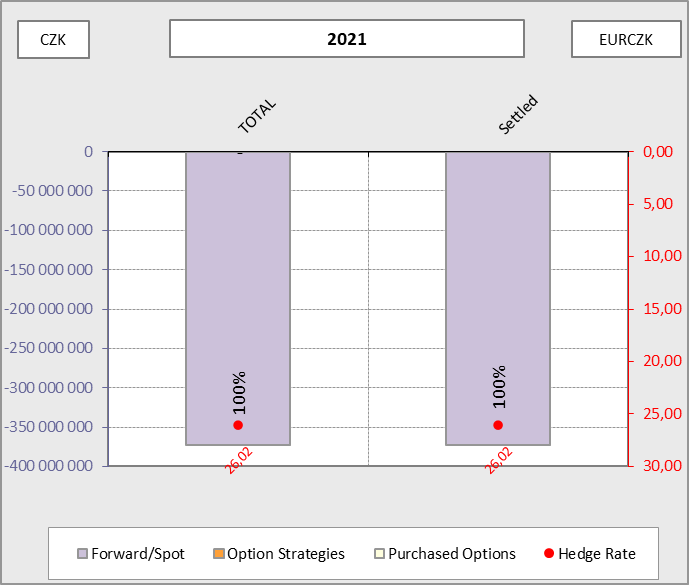 CZK
2021
EURCZK
TOTAL
Settled
0
0,00
-50 000 000
5,00
-100 000 000
10,00
-150 000 000
-200 000 000
15,00
-250 000 000
20,00
-300 000 000
100%
100%
25,00
-350 000 000
26,02
26,02
-400 000 000
30,00
Forward/Spot
Option Strategies
Purchased Options
Hedge Rate